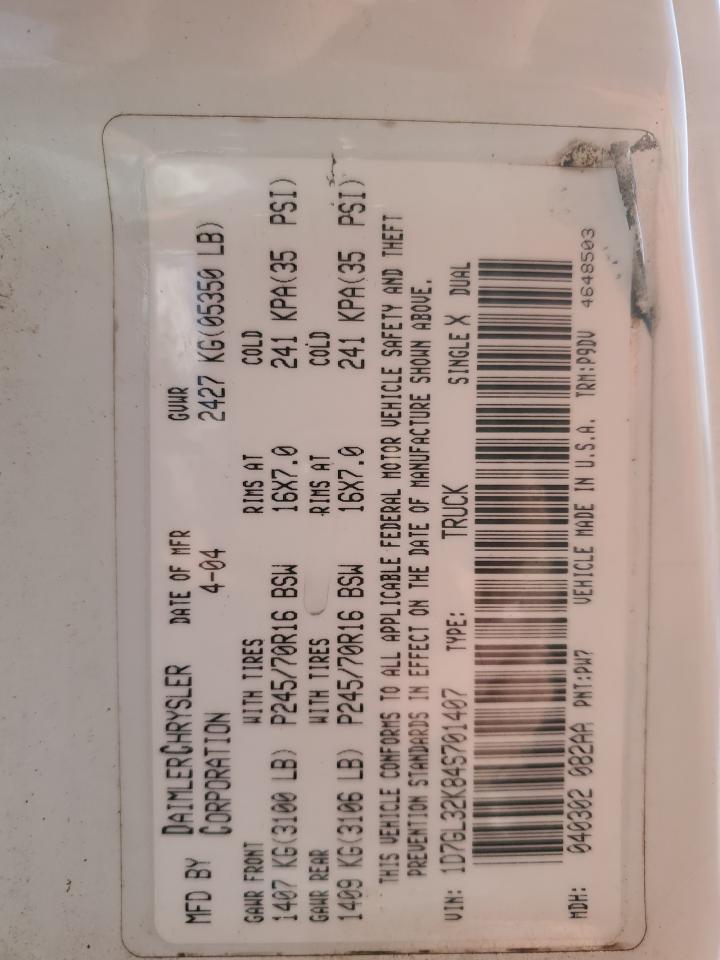 MFD BY DAIMLERCHRYSLER CORPORATION DATE OF MFR 4-04 GVWR 2427 KG(05350 LB)
GAWR FRONT WITH TIRES RIMS AT COLD
1407 KG(3100 LB) P245/70R16 BSW 16X7.0 241 KPA(35 PSI)
GAWR REAR WITH TIRES RIMS AT COLD
1409 KG(3106 LB) P245/70R16 BSW 16X7.0 241 KPA(35 PSI)
THIS VEHICLE CONFORMS TO ALL APPLICABLE FEDERAL MOTOR VEHICLE SAFETY AND THEFT
PREVENTION STANDARDS IN EFFECT ON THE DATE OF MANUFACTURE SHOWN ABOVE.
VIN: 1D7GL32K84S701407 TYPE: TRUCK SINGLE X DUAL
MDH: 040302 082AA PNT:PW7 VEHICLE MADE IN U.S.A. TRM:P9DV 4648503